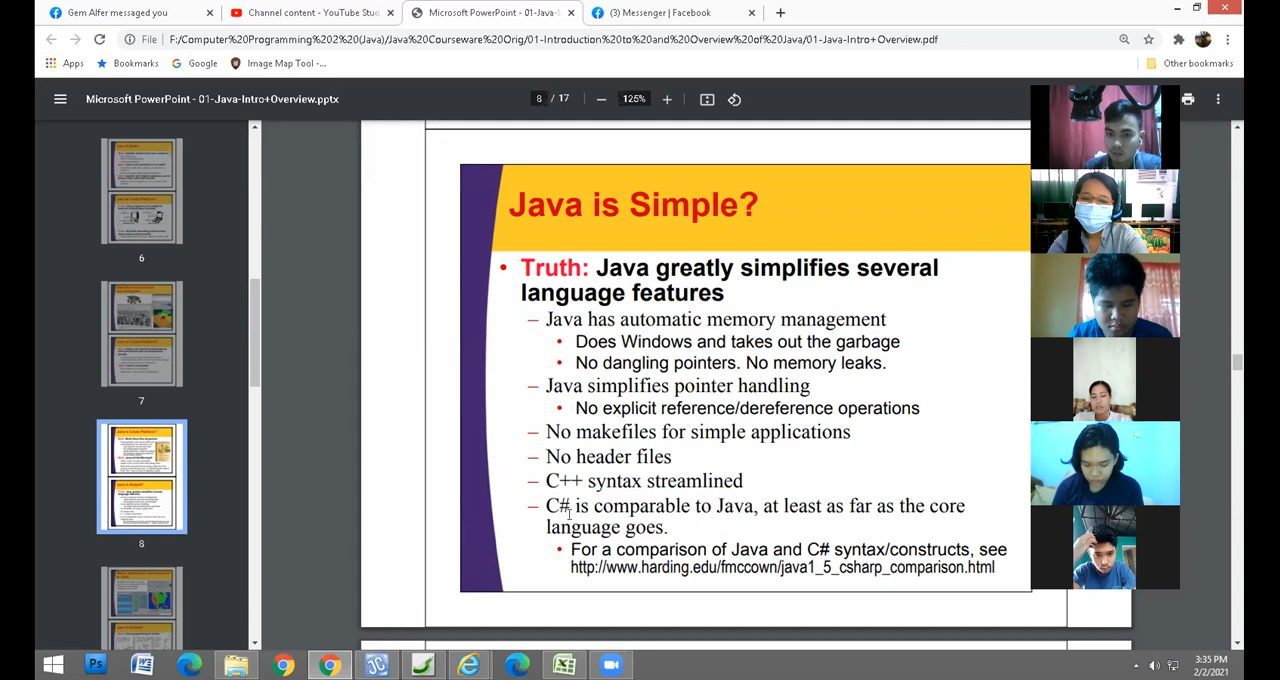 Gem Alfer messaged you
Channel content - YouTube Stud
Microsoft PowerPoint - 01-Java-I
(3) Messenger | Facebook
File
F:/Computer%20Programming%202%20(Java)/Java%20Courseware%20Orig/01-Introduction%20to%20and%20Overview%20of%20Java/01-Java-Intro+Overview.pdf
Apps
Bookmarks
Google
Image Map Tool -...
Other bookmarks
Microsoft PowerPoint - 01-Java-Intro+Overview.pptx
8 / 17
125%
6
7
8
Java is Simple?
• Truth: Java greatly simplifies several
language features
– Java has automatic memory management
• Does Windows and takes out the garbage
• No dangling pointers. No memory leaks.
– Java simplifies pointer handling
• No explicit reference/dereference operations
– No makefiles for simple applications
– No header files
– C++ syntax streamlined
– C# is comparable to Java, at least as far as the core
language goes.
• For a comparison of Java and C# syntax/constructs, see
http://www.harding.edu/fmccown/java1_5_csharp_comparison.html
Ps
3:35 PM
2/2/2021